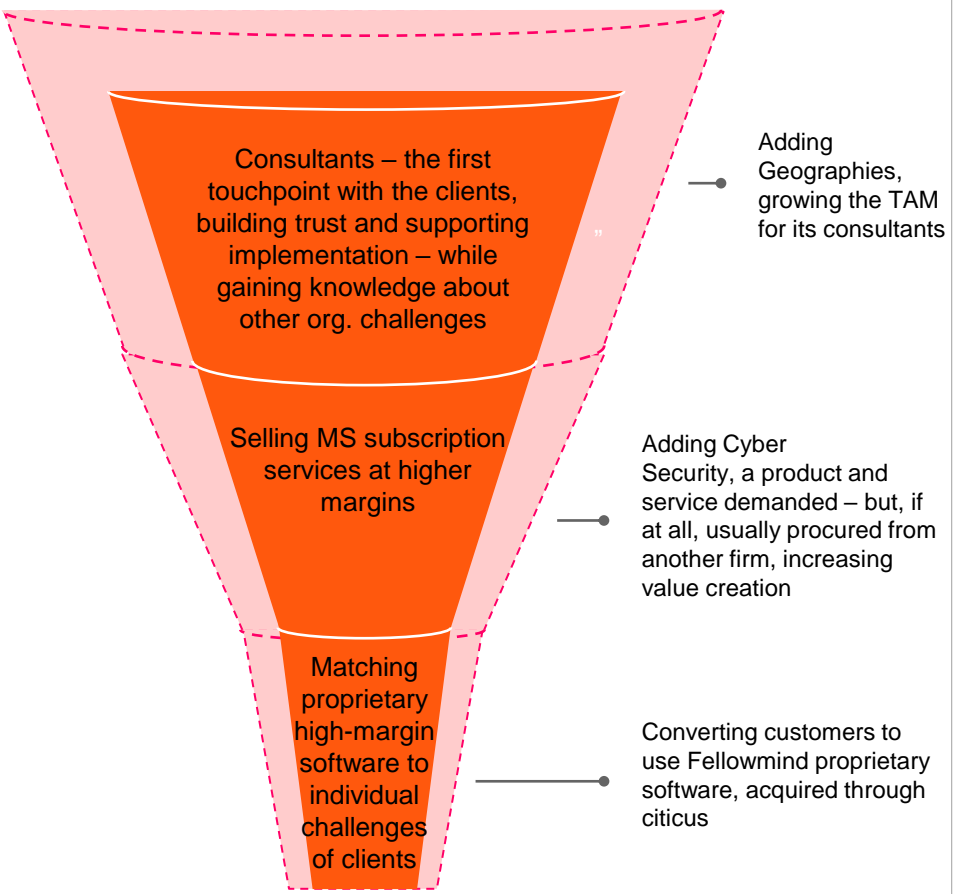 Consultants – the first
touchpoint with the clients,
building trust and supporting
implementation – while
gaining knowledge about
other org. challenges
”
Adding
Geographies,
growing the TAM
for its consultants
Selling MS subscription
services at higher
margins
Adding Cyber
Security, a product and
service demanded – but, if
at all, usually procured from
another firm, increasing
value creation
Matching
proprietary
high-margin
software to
individual
challenges
of clients
Converting customers to
use Fellowmind proprietary
software, acquired through
citicus